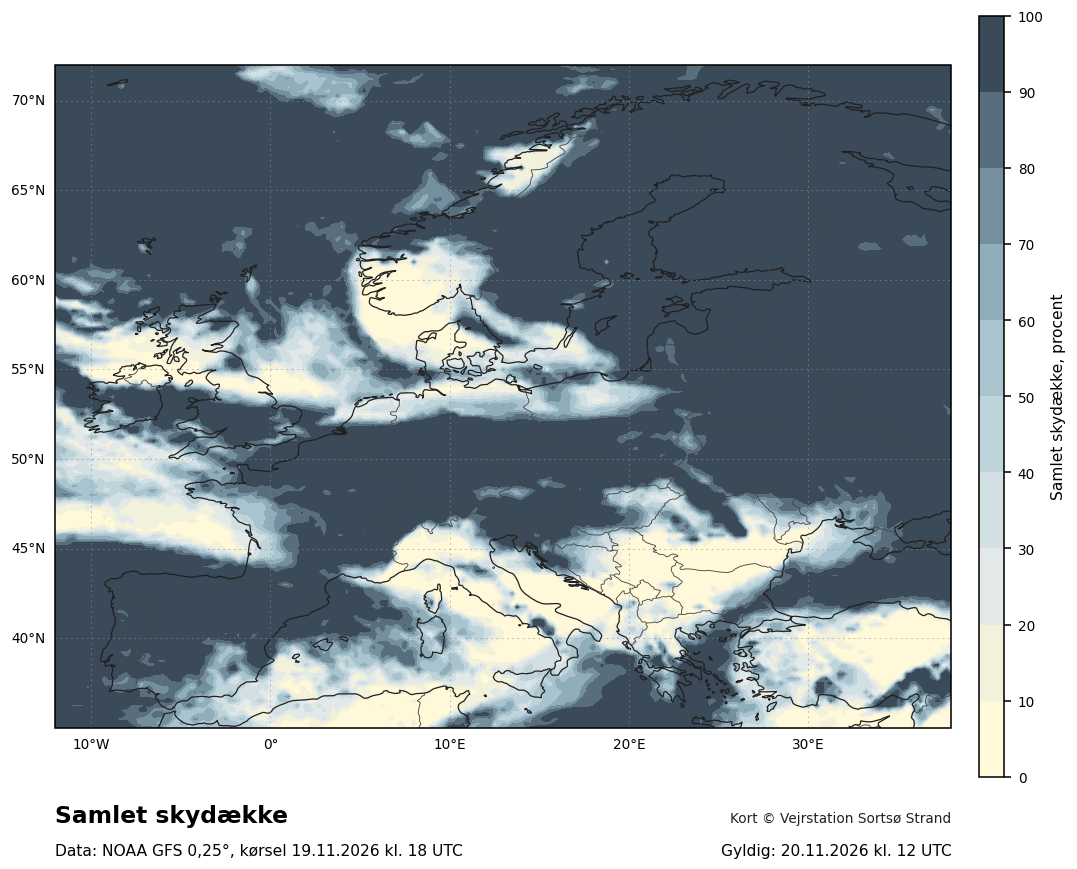 70°N
65°N
60°N
55°N
50°N
45°N
40°N
10°W
0°
10°E
20°E
30°E
100
90
80
70
60
50
40
30
20
10
0
Samlet skydække, procent
Samlet skydække
Kort © Vejrstation Sortsø Strand
Data: NOAA GFS 0,25°, kørsel 19.11.2026 kl. 18 UTC
Gyldig: 20.11.2026 kl. 12 UTC